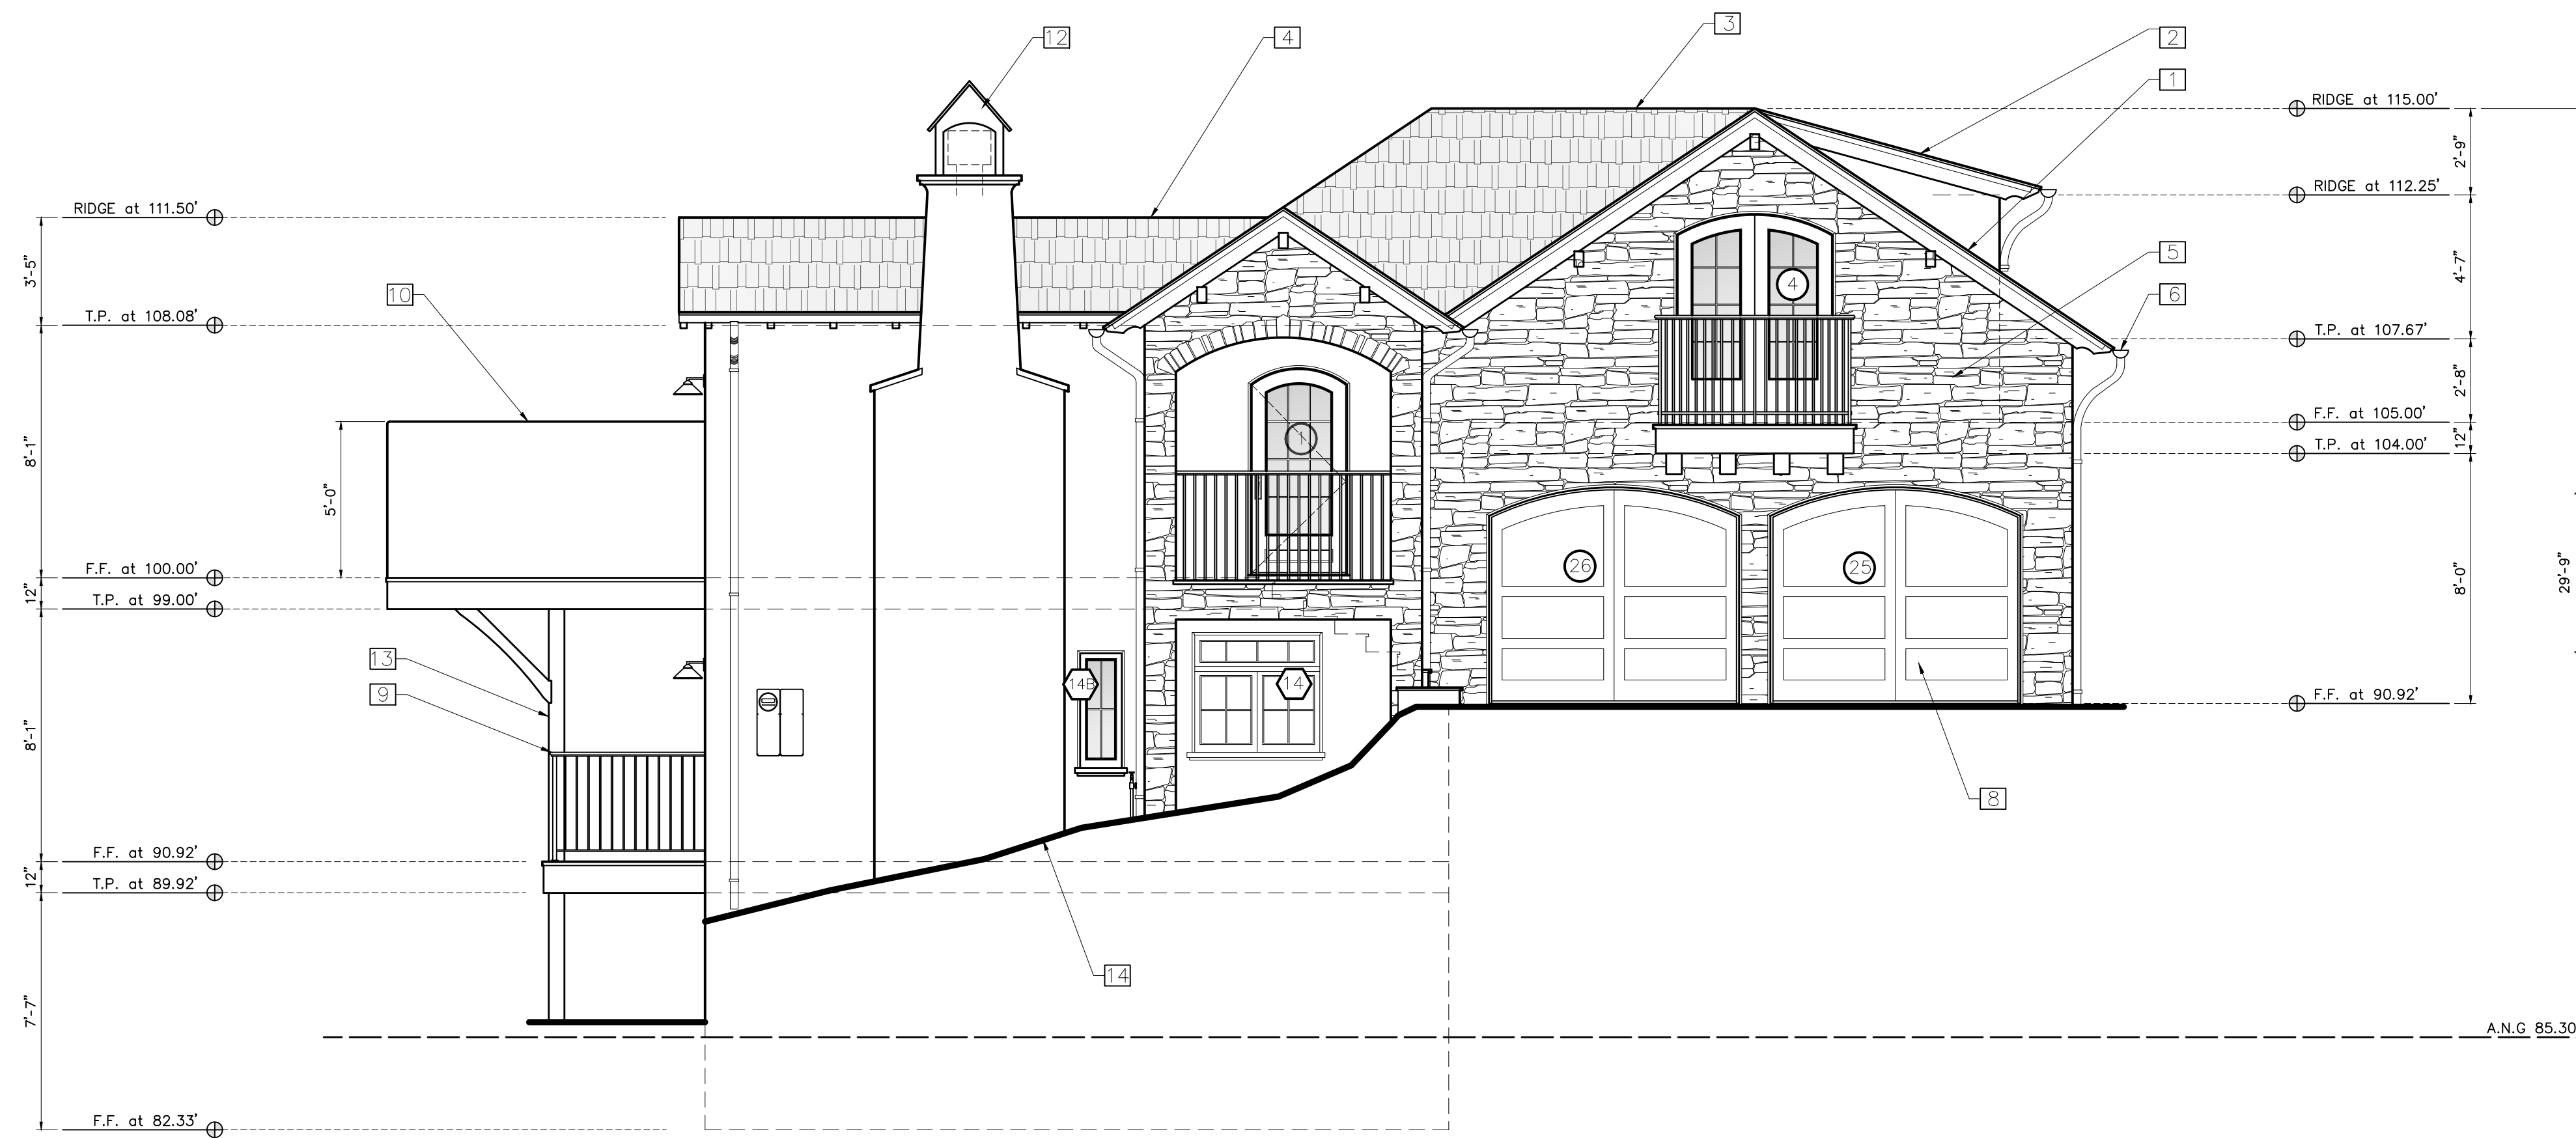 12
4
3
2
1
RIDGE at 115.00'
2'-9"
RIDGE at 112.25'
RIDGE at 111.50'
3'-5"
4'-7"
5
4
6
10
T.P. at 108.08'
T.P. at 107.67'
2'-8"
F.F. at 105.00'
12"
T.P. at 104.00'
8'-1"
5'-0"
1
26
25
8'-0"
29'-9"
F.F. at 100.00'
12"
T.P. at 99.00'
13
9
14B
14
F.F. at 90.92'
8'-1"
8
F.F. at 90.92'
12"
T.P. at 89.92'
14
7'-7"
A.N.G 85.30
F.F. at 82.33'